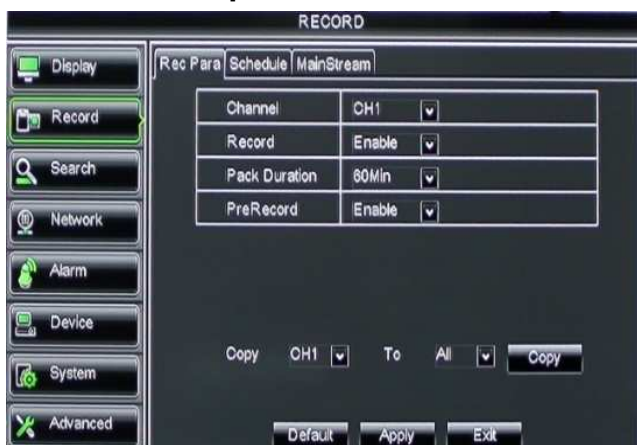 RECORD
Display
Record
Search
Network
Alarm
Device
System
Advanced
Rec Para Schedule MainStream
Channel CH1
Record Enable
Pack Duration 60Min
PreRecord Enable
Copy CH1 To All Copy
Default Apply Exit